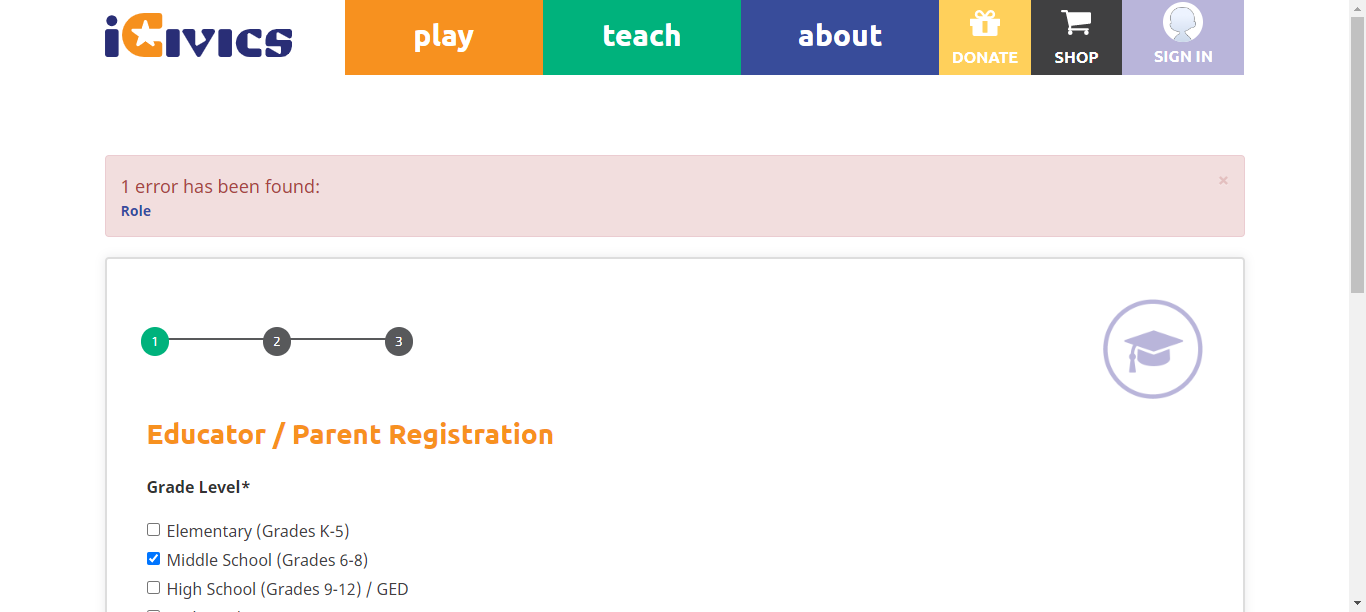 iCivics
play
teach
about
DONATE
SHOP
SIGN IN
1 error has been found:
×
Role
1
2
3
Educator / Parent Registration
Grade Level*
Elementary (Grades K-5)
Middle School (Grades 6-8)
High School (Grades 9-12) / GED